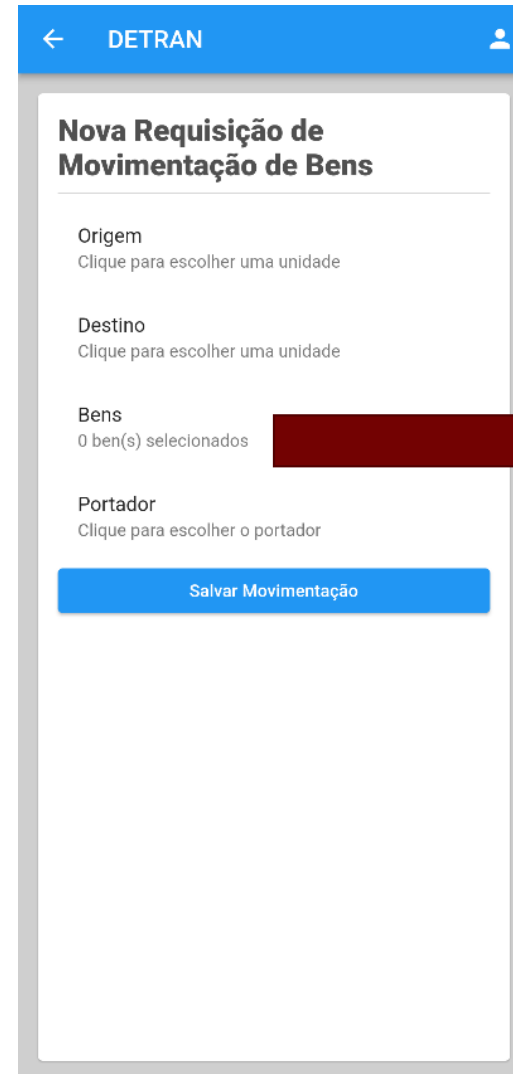 DETRAN
Nova Requisição de
Movimentação de Bens
Origem
Clique para escolher uma unidade
Destino
Clique para escolher uma unidade
Bens
0 ben(s) selecionados
Portador
Clique para escolher o portador
Salvar Movimentação